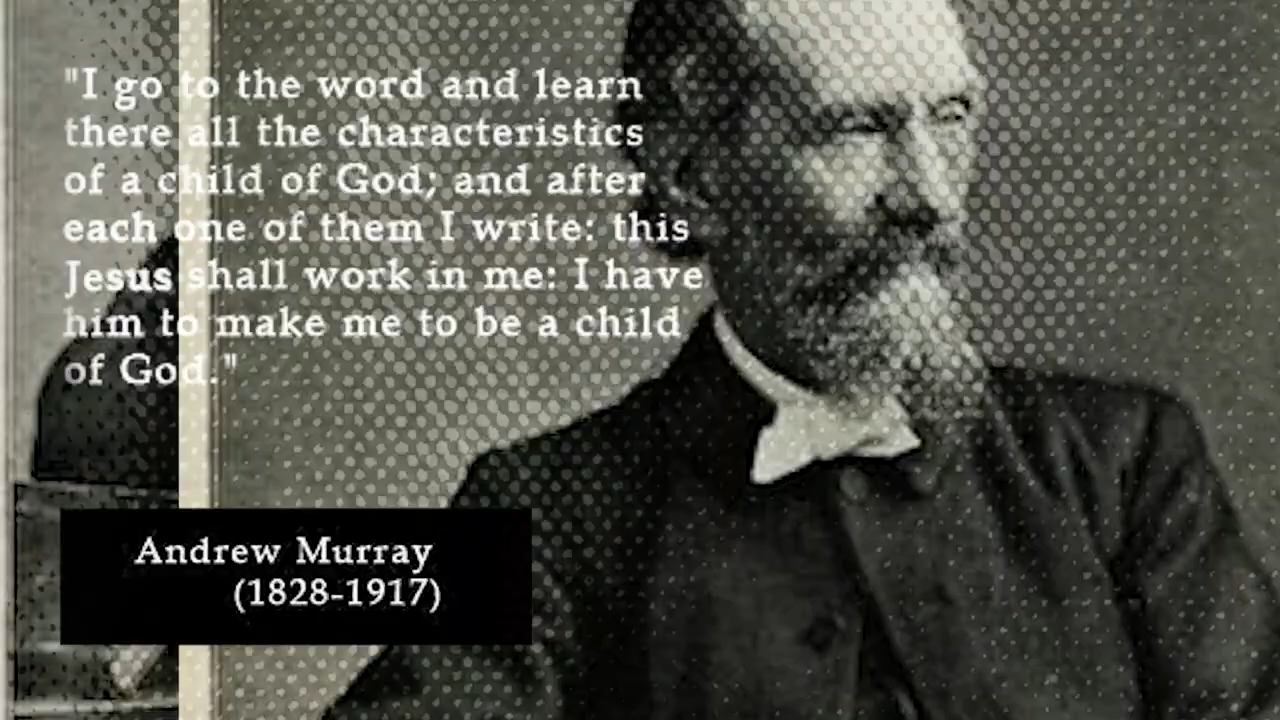 "I go to the word and learn
there all the characteristics
of a child of God; and after
each one of them I write: this
Jesus shall work in me: I have
him to make me to be a child
of God."
Andrew Murray
(1828-1917)